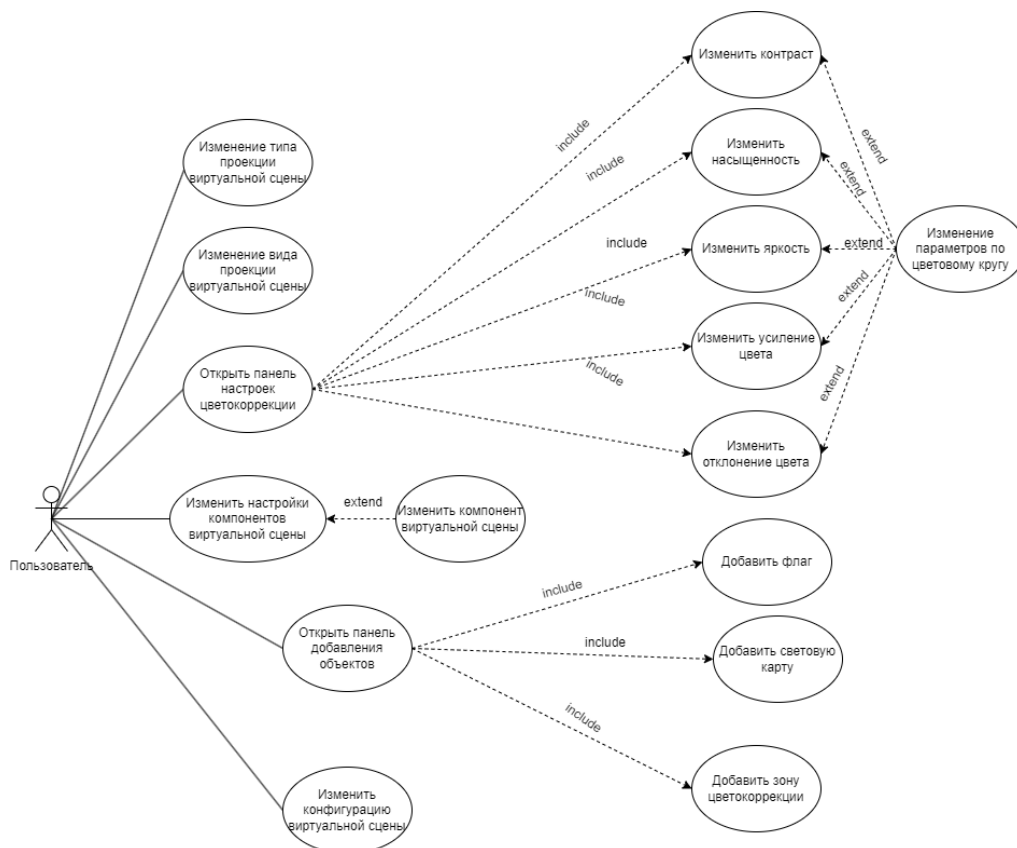 Изменить контраст
include
extend
Изменение типа
проекции
виртуальной сцены
Изменить
насыщенность
include
extend
Изменение вида
проекции
виртуальной сцены
include
Изменить яркость
extend
Изменение
параметров по
цветовому кругу
include
extend
Изменить усиление
цвета
Открыть панель
настроек
цветокоррекции
include
extend
Изменить
отклонение цвета
Изменить настройки
компонентов
виртуальной сцены
extend
Изменить компонент
виртуальной сцены
Пользователь
Добавить флаг
include
Открыть панель
добавления
объектов
include
Добавить световую
карту
include
Добавить зону
цветокоррекции
Изменить
конфигурацию
виртуальной сцены